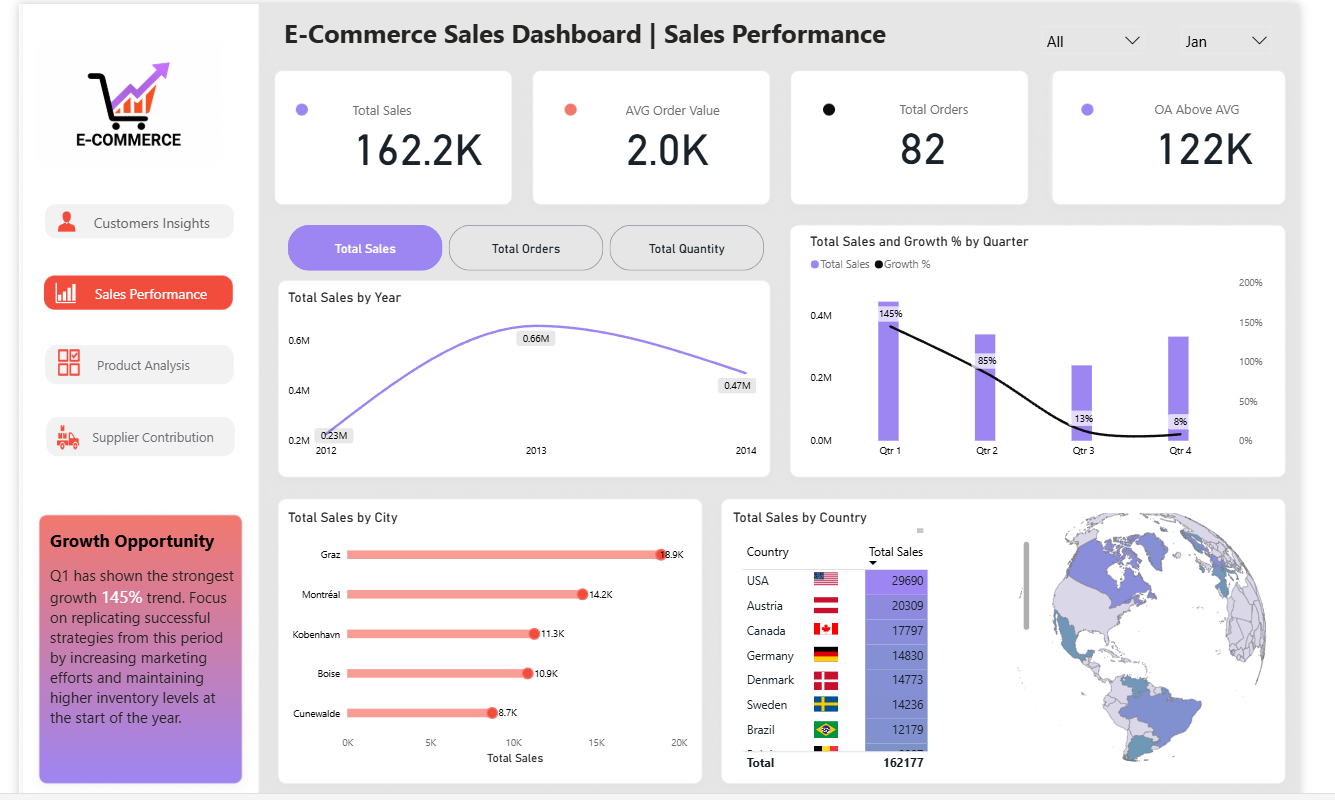 E-Commerce Sales Dashboard | Sales Performance
All
Jan
E-COMMERCE
Customers Insights
Sales Performance
Product Analysis
Supplier Contribution
Growth Opportunity
Q1 has shown the strongest
growth 145% trend. Focus
on replicating successful
strategies from this period
by increasing marketing
efforts and maintaining
higher inventory levels at
the start of the year.
Total Sales
162.2K
AVG Order Value
2.0K
Total Orders
82
OA Above AVG
122K
Total Sales
Total Orders
Total Quantity
Total Sales by Year
0.6M
0.4M
0.2M
0.23M
0.66M
0.47M
2012
2013
2014
Total Sales and Growth % by Quarter
Total Sales
Growth %
0.4M
0.2M
0.0M
200%
150%
100%
50%
0%
145%
85%
13%
8%
Qtr 1
Qtr 2
Qtr 3
Qtr 4
Total Sales by City
Graz
18.9K
Montréal
14.2K
Kobenhavn
11.3K
Boise
10.9K
Cunewalde
8.7K
0K
5K
10K
15K
20K
Total Sales
Total Sales by Country
Country Total Sales
USA 29690
Austria 20309
Canada 17797
Germany 14830
Denmark 14773
Sweden 14236
Brazil 12179
Total 162177